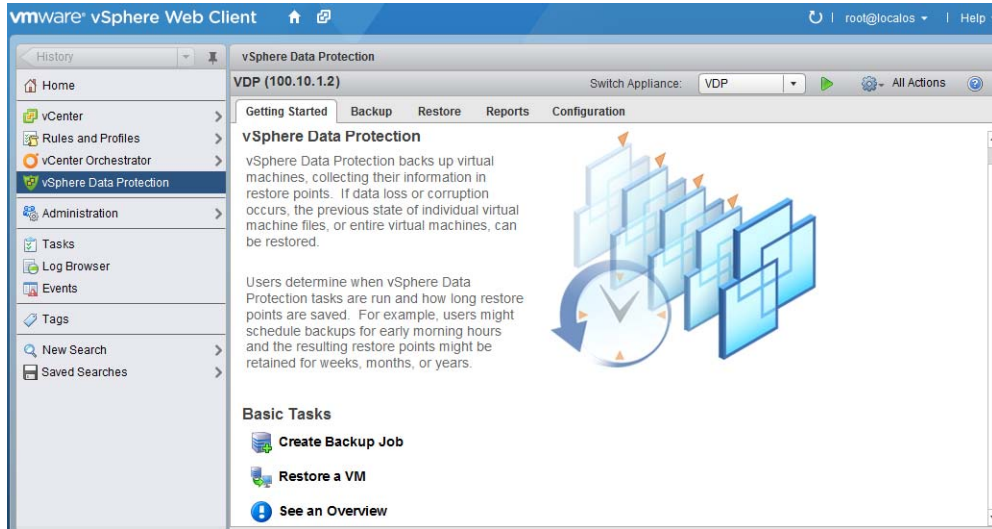 vmware® vSphere Web Client
root@localos
Help
History
Home
vCenter
Rules and Profiles
vCenter Orchestrator
vSphere Data Protection
Administration
Tasks
Log Browser
Events
Tags
New Search
Saved Searches
vSphere Data Protection
VDP (100.10.1.2)
Switch Appliance:
VDP
All Actions
Getting Started Backup Restore Reports Configuration
vSphere Data Protection
vSphere Data Protection backs up virtual
machines, collecting their information in
restore points. If data loss or corruption
occurs, the previous state of individual virtual
machine files, or entire virtual machines, can
be restored.
Users determine when vSphere Data
Protection tasks are run and how long restore
points are saved. For example, users might
schedule backups for early morning hours
and the resulting restore points might be
retained for weeks, months, or years.
Basic Tasks
Create Backup Job
Restore a VM
See an Overview